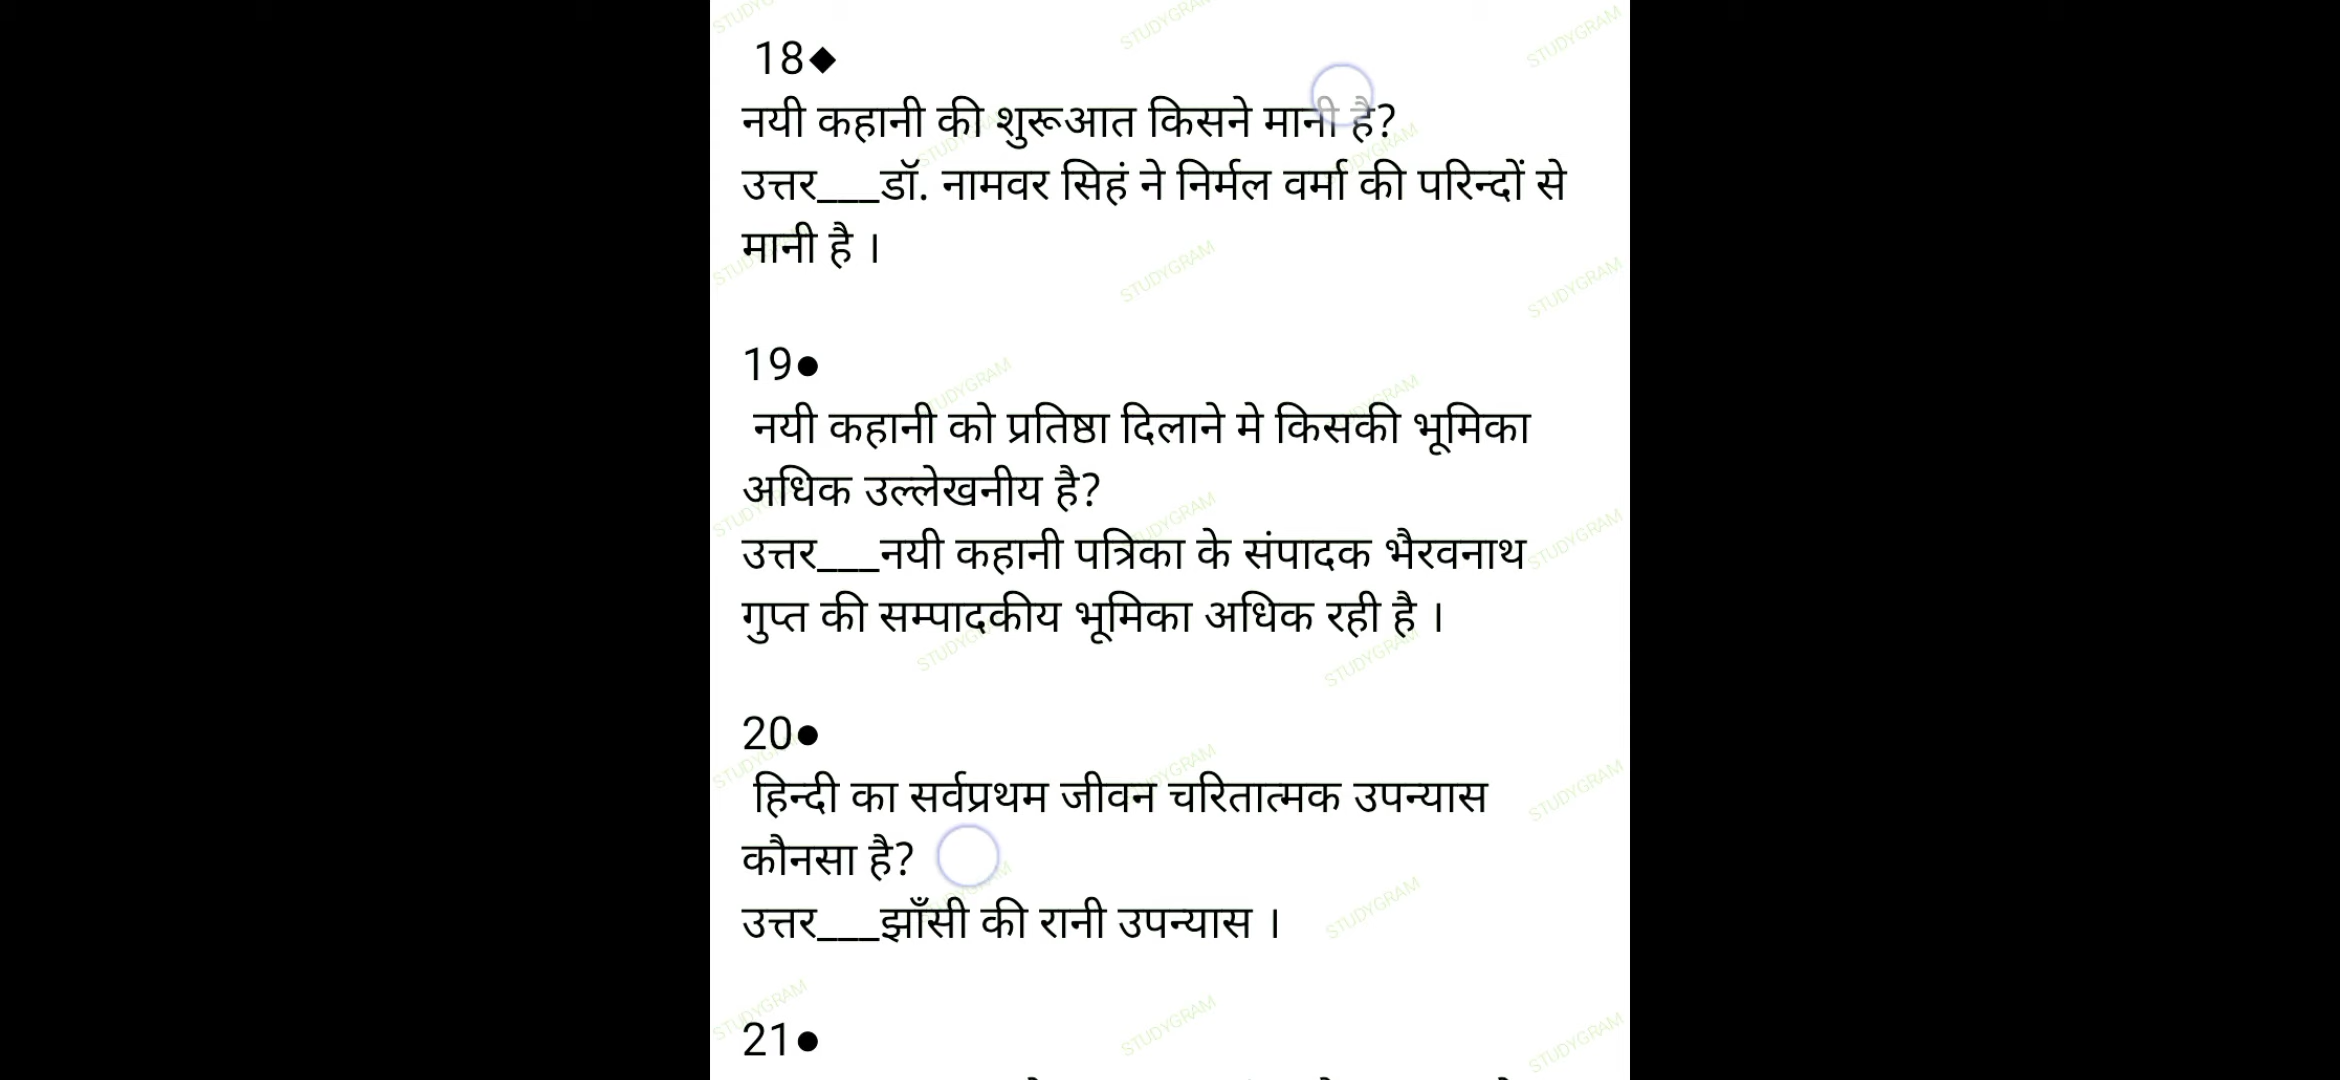 18◆
नयी कहानी की शुरूआत किसने मानी है?
उत्तर___डॉ. नामवर सिहं ने निर्मल वर्मा की परिन्दों से
मानी है ।
19●
नयी कहानी को प्रतिष्ठा दिलाने मे किसकी भूमिका
अधिक उल्लेखनीय है?
उत्तर___नयी कहानी पत्रिका के संपादक भैरवनाथ
गुप्त की सम्पादकीय भूमिका अधिक रही है ।
20●
हिन्दी का सर्वप्रथम जीवन चरितात्मक उपन्यास
कौनसा है?
उत्तर___झाँसी की रानी उपन्यास ।
21●
STUDYGRAM